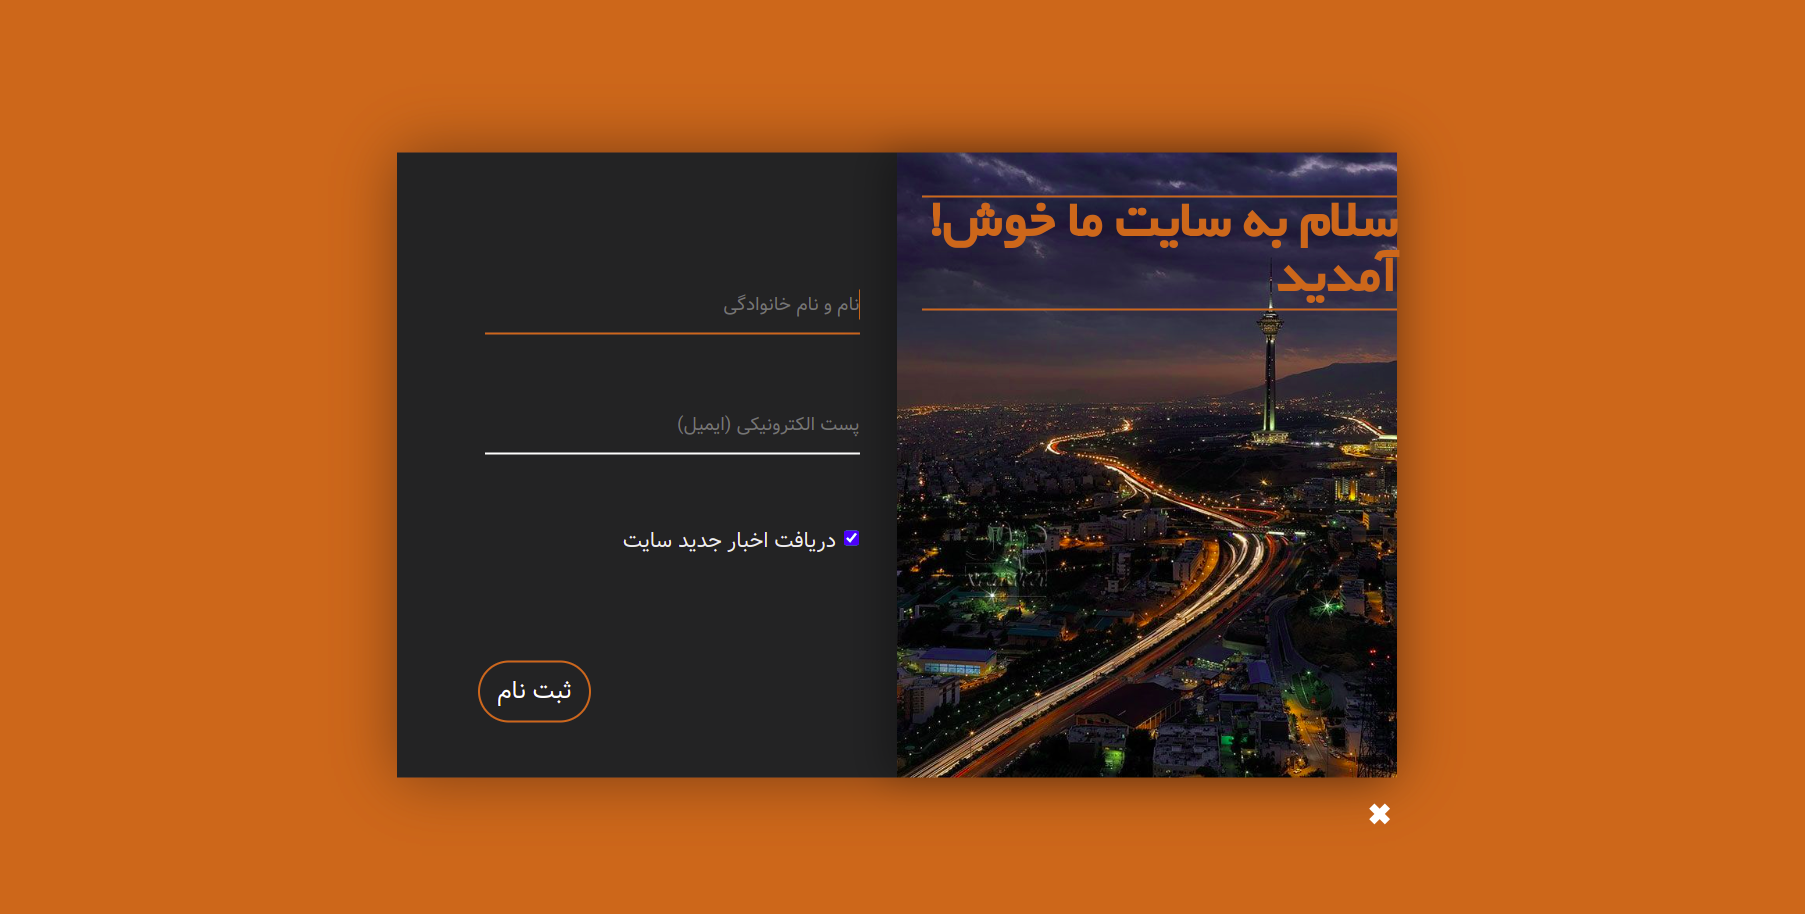 سلام به سایت ما خوش!
آمدید
نام و نام خانوادگی
پست الکترونیکی (ایمیل)
دریافت اخبار جدید سایت
ثبت نام
✖